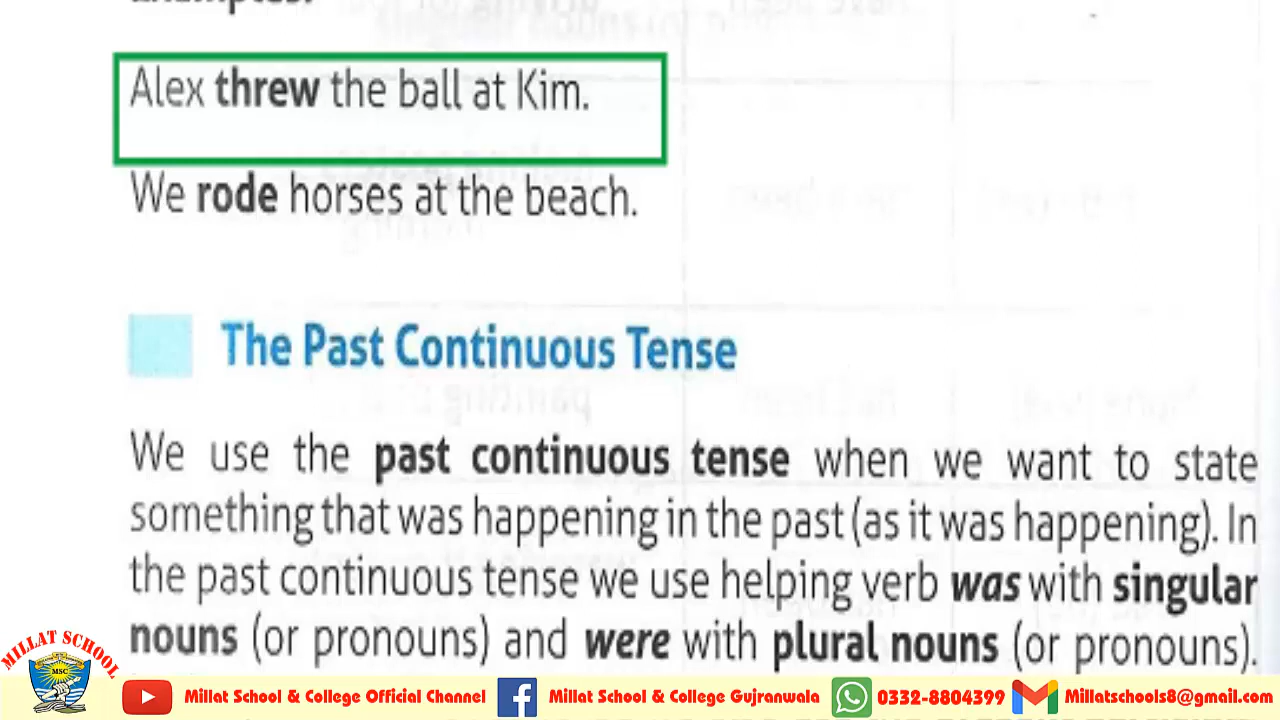 Examples:
Alex threw the ball at Kim.
We rode horses at the beach.
The Past Continuous Tense
We use the past continuous tense when we want to state
something that was happening in the past (as it was happening). In
the past continuous tense we use helping verb was with singular
nouns (or pronouns) and were with plural nouns (or pronouns).
MILLAT SCHOOL
MSC
Millat School & College Official Channel
Millat School & College Gujranwala
0332-8804399
Millatschools8@gmail.com